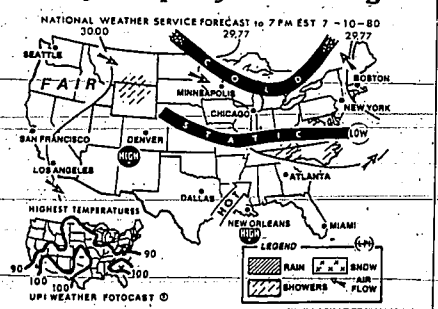 NATIONAL WEATHER SERVICE FORECAST to 7 PM EST 7-10-80
30.00
29.77
29.77
SEATTLE
COLD
FAIR
BOSTON
MINNEAPOLIS
NEW YORK
CHICAGO
STATIC
LOW
SAN FRANCISCO
DENVER
HIGH
LOS ANGELES
ATLANTA
DALLAS
HOT
HIGHEST TEMPERATURES
NEW ORLEANS
MIAMI
HIGH
LEGEND
90
90
100
100
100
RAIN
SNOW
SHOWERS
AIR FLOW
UPI WEATHER FOTOCAST